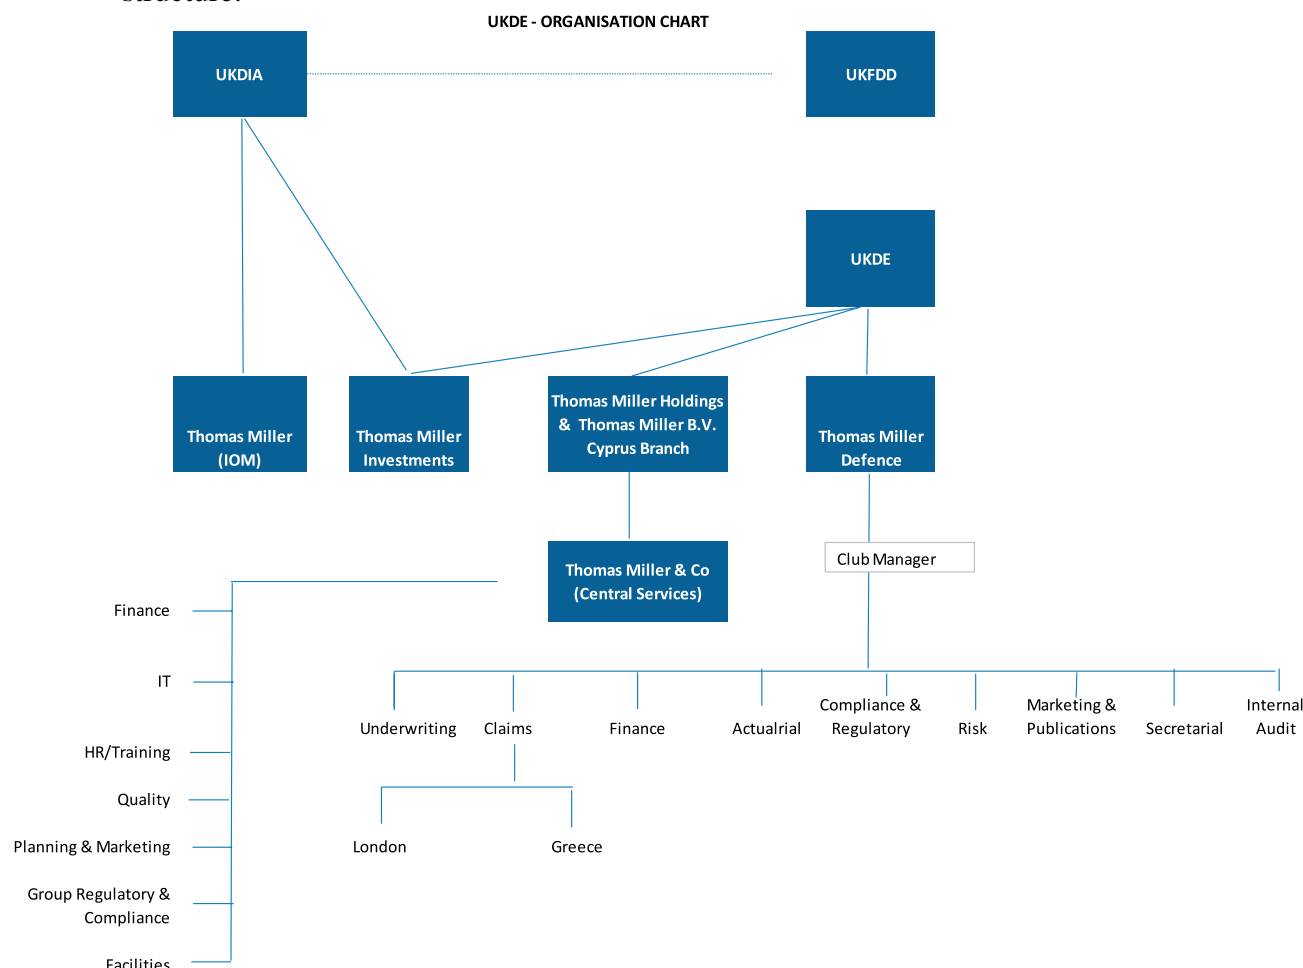 structure.
UKDE - ORGANISATION CHART
UKDIA
UKFDD
UKDE
Thomas Miller
(IOM)
Thomas Miller
Investments
Thomas Miller Holdings
& Thomas Miller B.V.
Cyprus Branch
Thomas Miller
Defence
Thomas Miller & Co
(Central Services)
Club Manager
Finance
IT
HR/Training
Quality
Planning & Marketing
Group Regulatory &
Compliance
Facilities
Underwriting
Claims
Finance
Actualrial
Compliance &
Regulatory
Risk
Marketing &
Publications
Secretarial
Internal
Audit
London
Greece